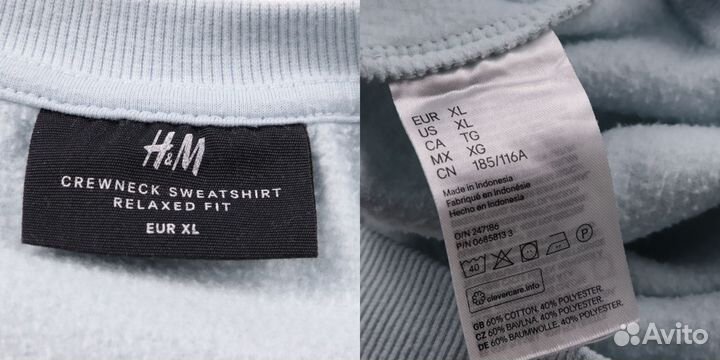 H&M
CREWNECK SWEATSHIRT
RELAXED FIT
EUR XL
EUR XL
US XL
CA TG
MX XG
CN 185/116A
Made in Indonesia
Fabriqué en Indonésie
Hecho en Indonesia
O/N 247186
P/N 0685813 3
40
clevercare.info
GB 60% COTTON, 40% POLYESTER.
CZ 60% BAVLNA, 40% POLYESTER.
DE 60% BAUMWOLLE, 40% POLYESTER.
Avito